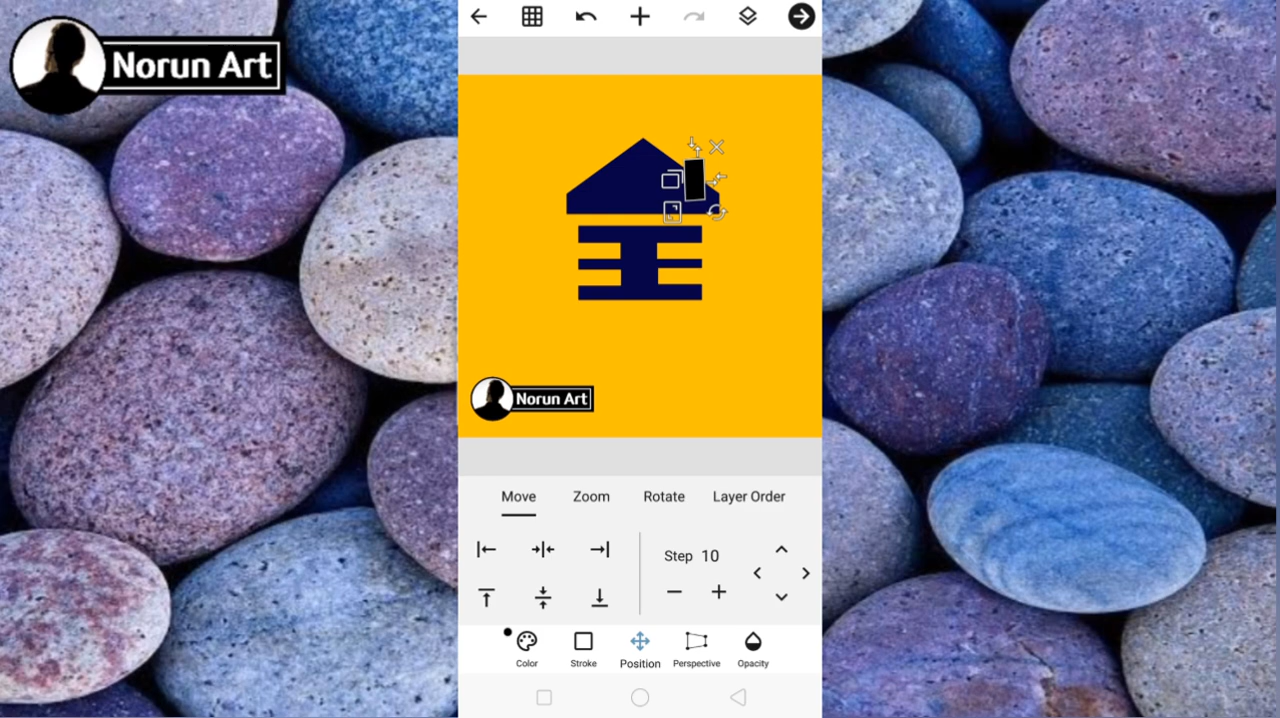 Norun Art
Norun Art
Move Zoom Rotate Layer Order
Step 10
Color Stroke Position Perspective Opacity